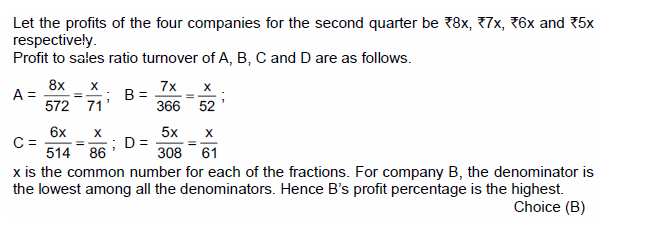 Let the profits of the four companies for the second quarter be ₹8x, ₹7x, ₹6x and ₹5x
respectively.
Profit to sales ratio turnover of A, B, C and D are as follows.
A = 8x/572 = x/71; B = 7x/366 = x/52;
C = 6x/514 = x/86; D = 5x/308 = x/61
x is the common number for each of the fractions. For company B, the denominator is
the lowest among all the denominators. Hence B's profit percentage is the highest.
Choice (B)